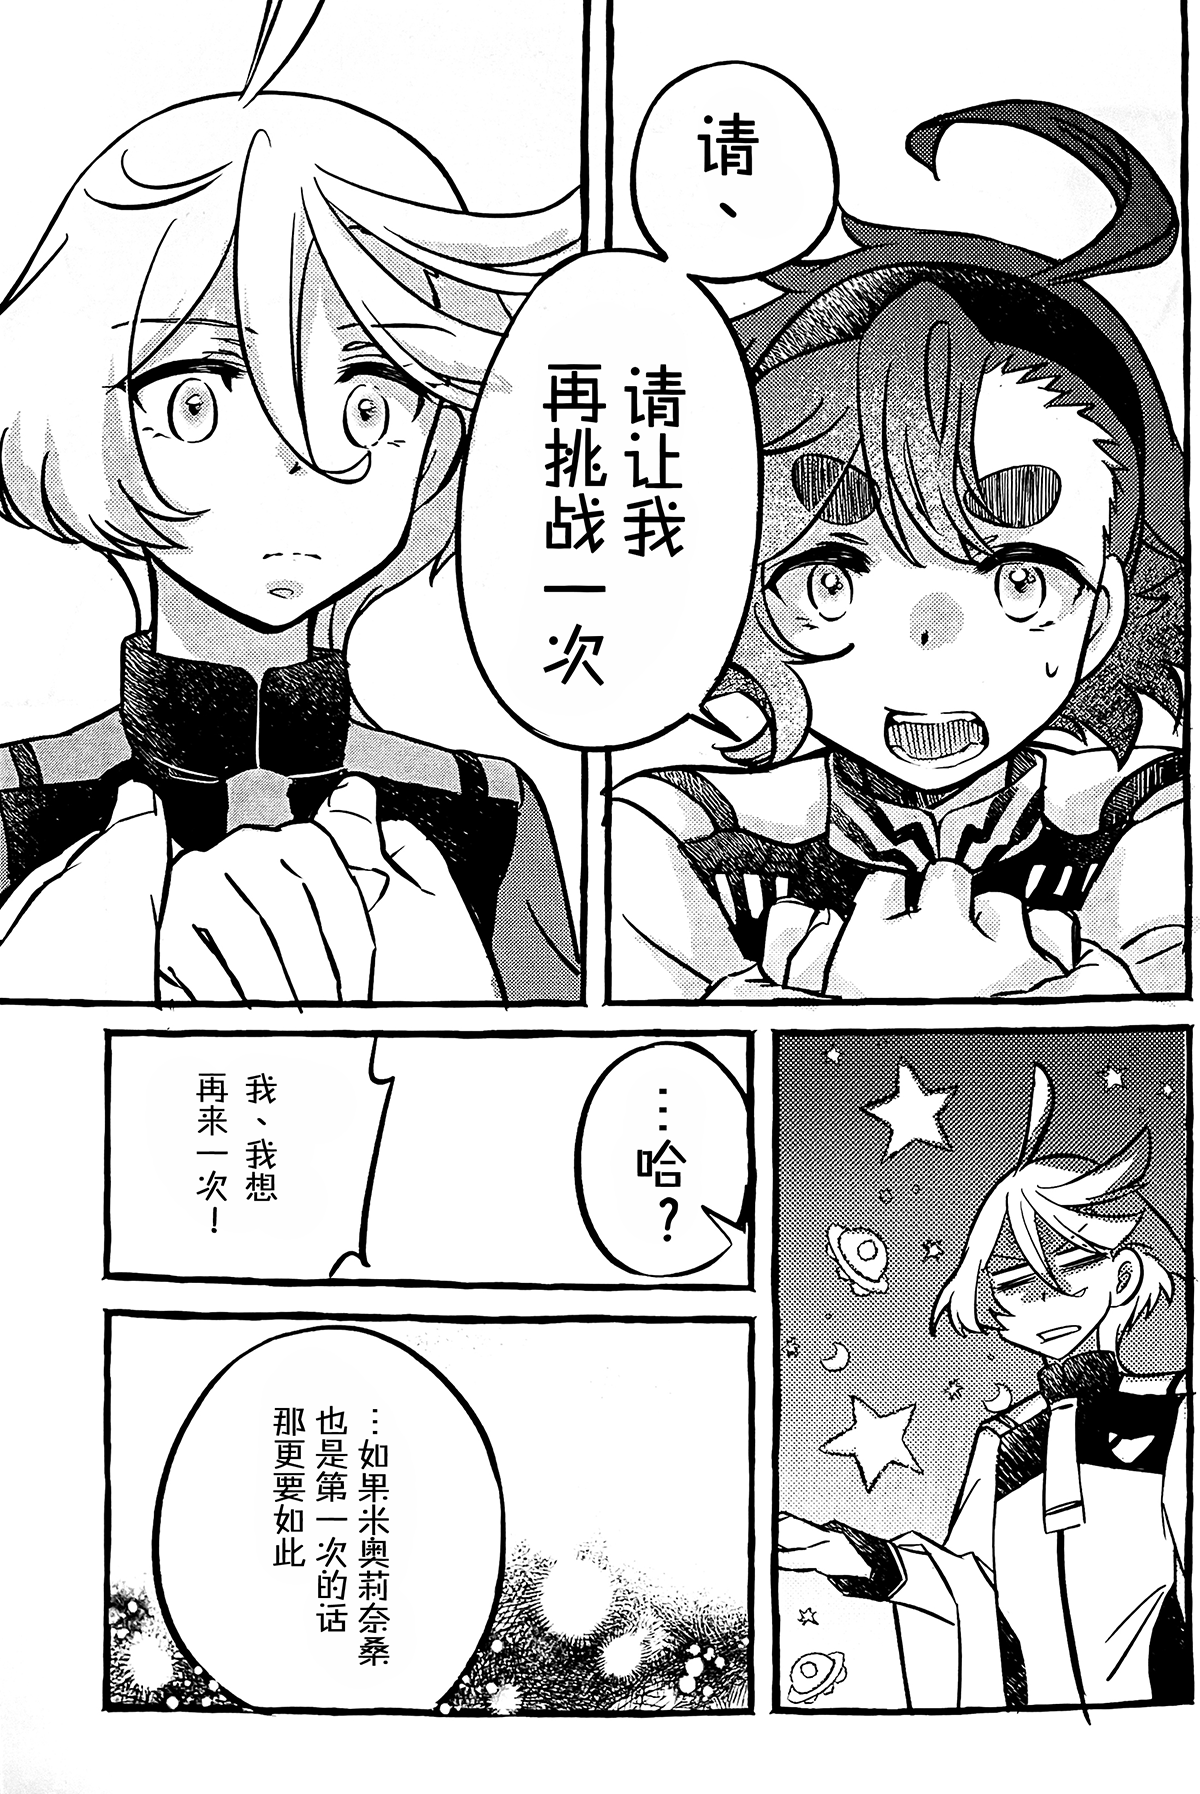 请、
请让我
再挑战一次
…哈?
我、我想
再来一次!
…如果米奥莉奈桑
也是第一次的话
那更要如此